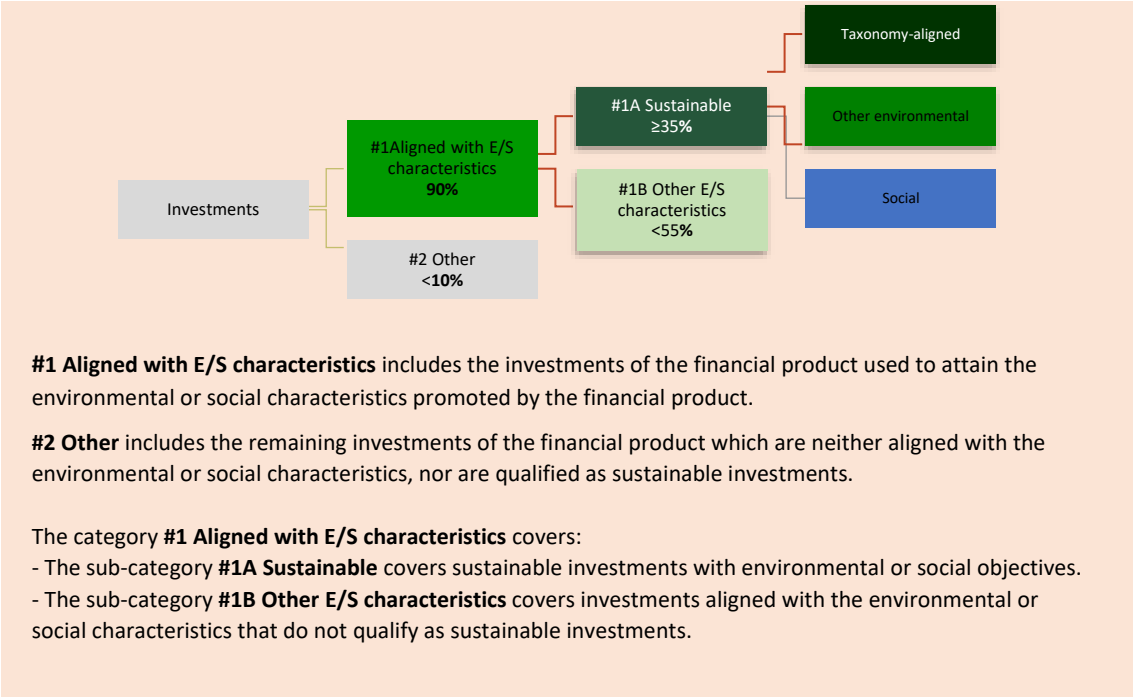 Taxonomy-aligned
#1A Sustainable
≥35%
Other environmental
#1Aligned with E/S
characteristics
90%
#1B Other E/S
characteristics
<55%
Investments
Social
#2 Other
<10%
#1 Aligned with E/S characteristics includes the investments of the financial product used to attain the
environmental or social characteristics promoted by the financial product.
#2 Other includes the remaining investments of the financial product which are neither aligned with the
environmental or social characteristics, nor are qualified as sustainable investments.
The category #1 Aligned with E/S characteristics covers:
- The sub-category #1A Sustainable covers sustainable investments with environmental or social objectives.
- The sub-category #1B Other E/S characteristics covers investments aligned with the environmental or
social characteristics that do not qualify as sustainable investments.